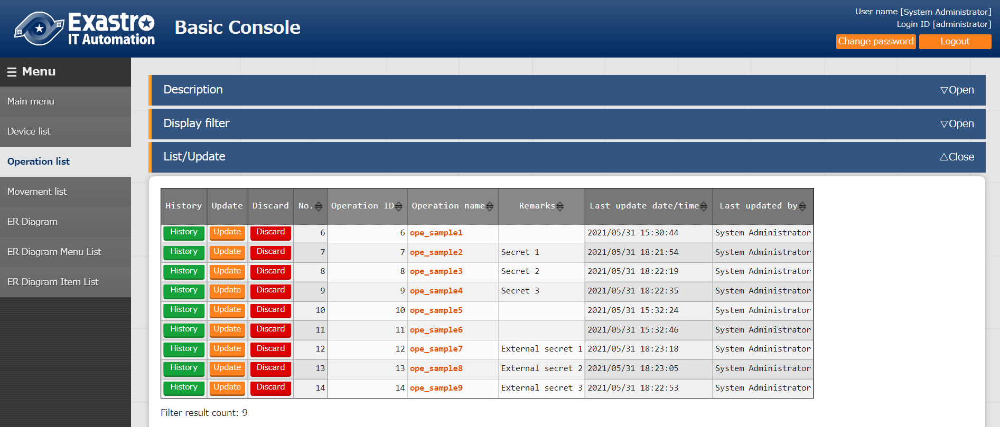 Exastro
IT Automation
Basic Console
User name [System Administrator]
Login ID [administrator]
Change password
Logout
Menu
Main menu
Device list
Operation list
Movement list
ER Diagram
ER Diagram Menu List
ER Diagram Item List
Description ▽Open
Display filter ▽Open
List/Update △Close
History Update Discard No. Operation ID Operation name Remarks Last update date/time Last updated by
History Update Discard 6 6 ope_sample1 2021/05/31 15:30:44 System Administrator
History Update Discard 7 7 ope_sample2 Secret 1 2021/05/31 18:21:54 System Administrator
History Update Discard 8 8 ope_sample3 Secret 2 2021/05/31 18:22:19 System Administrator
History Update Discard 9 9 ope_sample4 Secret 3 2021/05/31 18:22:35 System Administrator
History Update Discard 10 10 ope_sample5 2021/05/31 15:32:24 System Administrator
History Update Discard 11 11 ope_sample6 2021/05/31 15:32:46 System Administrator
History Update Discard 12 12 ope_sample7 External secret 1 2021/05/31 18:23:18 System Administrator
History Update Discard 13 13 ope_sample8 External secret 2 2021/05/31 18:23:05 System Administrator
History Update Discard 14 14 ope_sample9 External secret 3 2021/05/31 18:22:53 System Administrator
Filter result count: 9